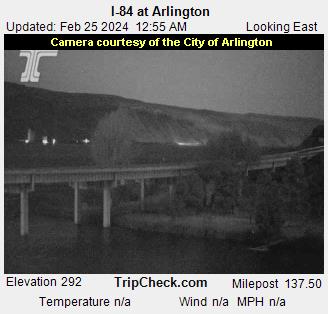 I-84 at Arlington
Updated: Feb 25 2024 12:55 AM Looking East
Camera courtesy of the City of Arlington
Elevation 292 TripCheck.com Milepost 137.50
Temperature n/a Wind n/a MPH n/a